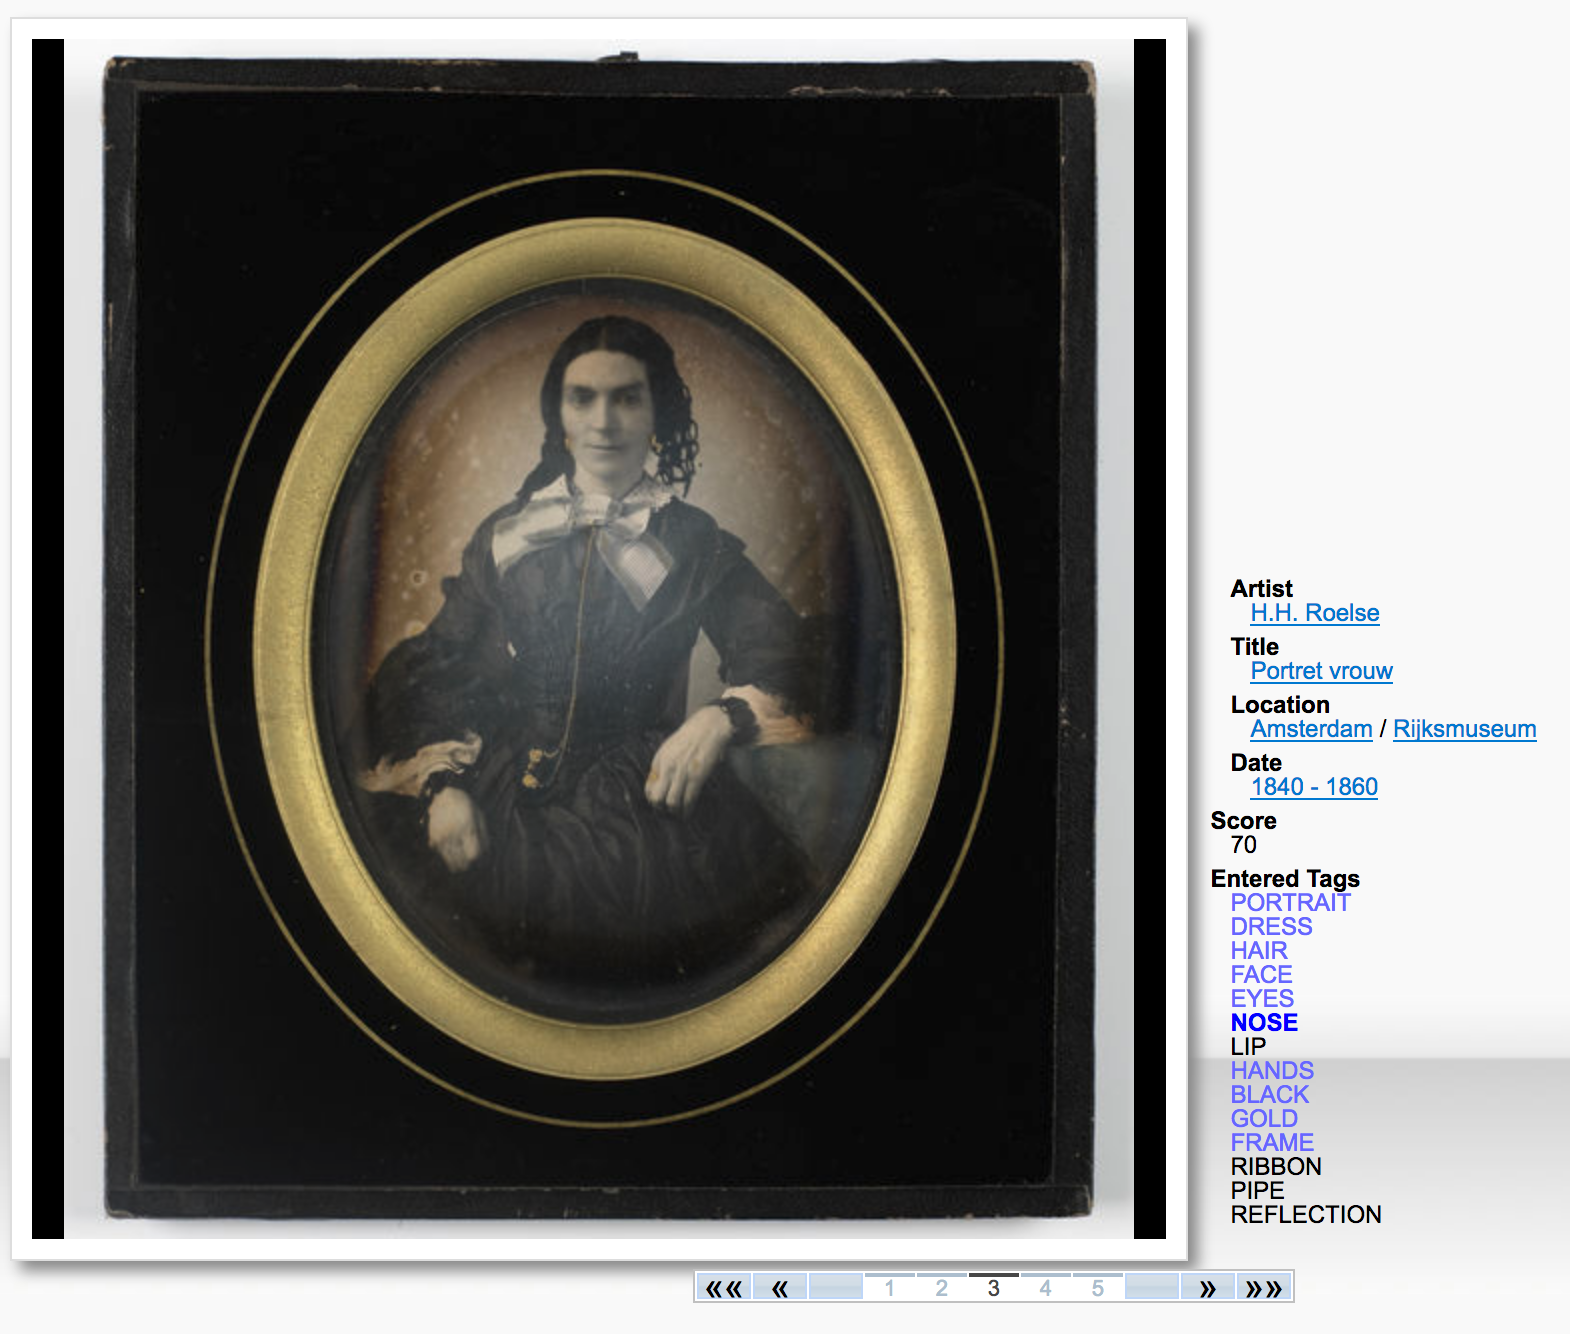 Artist
H.H. Roelse
Title
Portret vrouw
Location
Amsterdam / Rijksmuseum
Date
1840 - 1860
Score
70
Entered Tags
PORTRAIT
DRESS
HAIR
FACE
EYES
NOSE
LIP
HANDS
BLACK
GOLD
FRAME
RIBBON
PIPE
REFLECTION
«« « 1 2 3 4 5 » »»